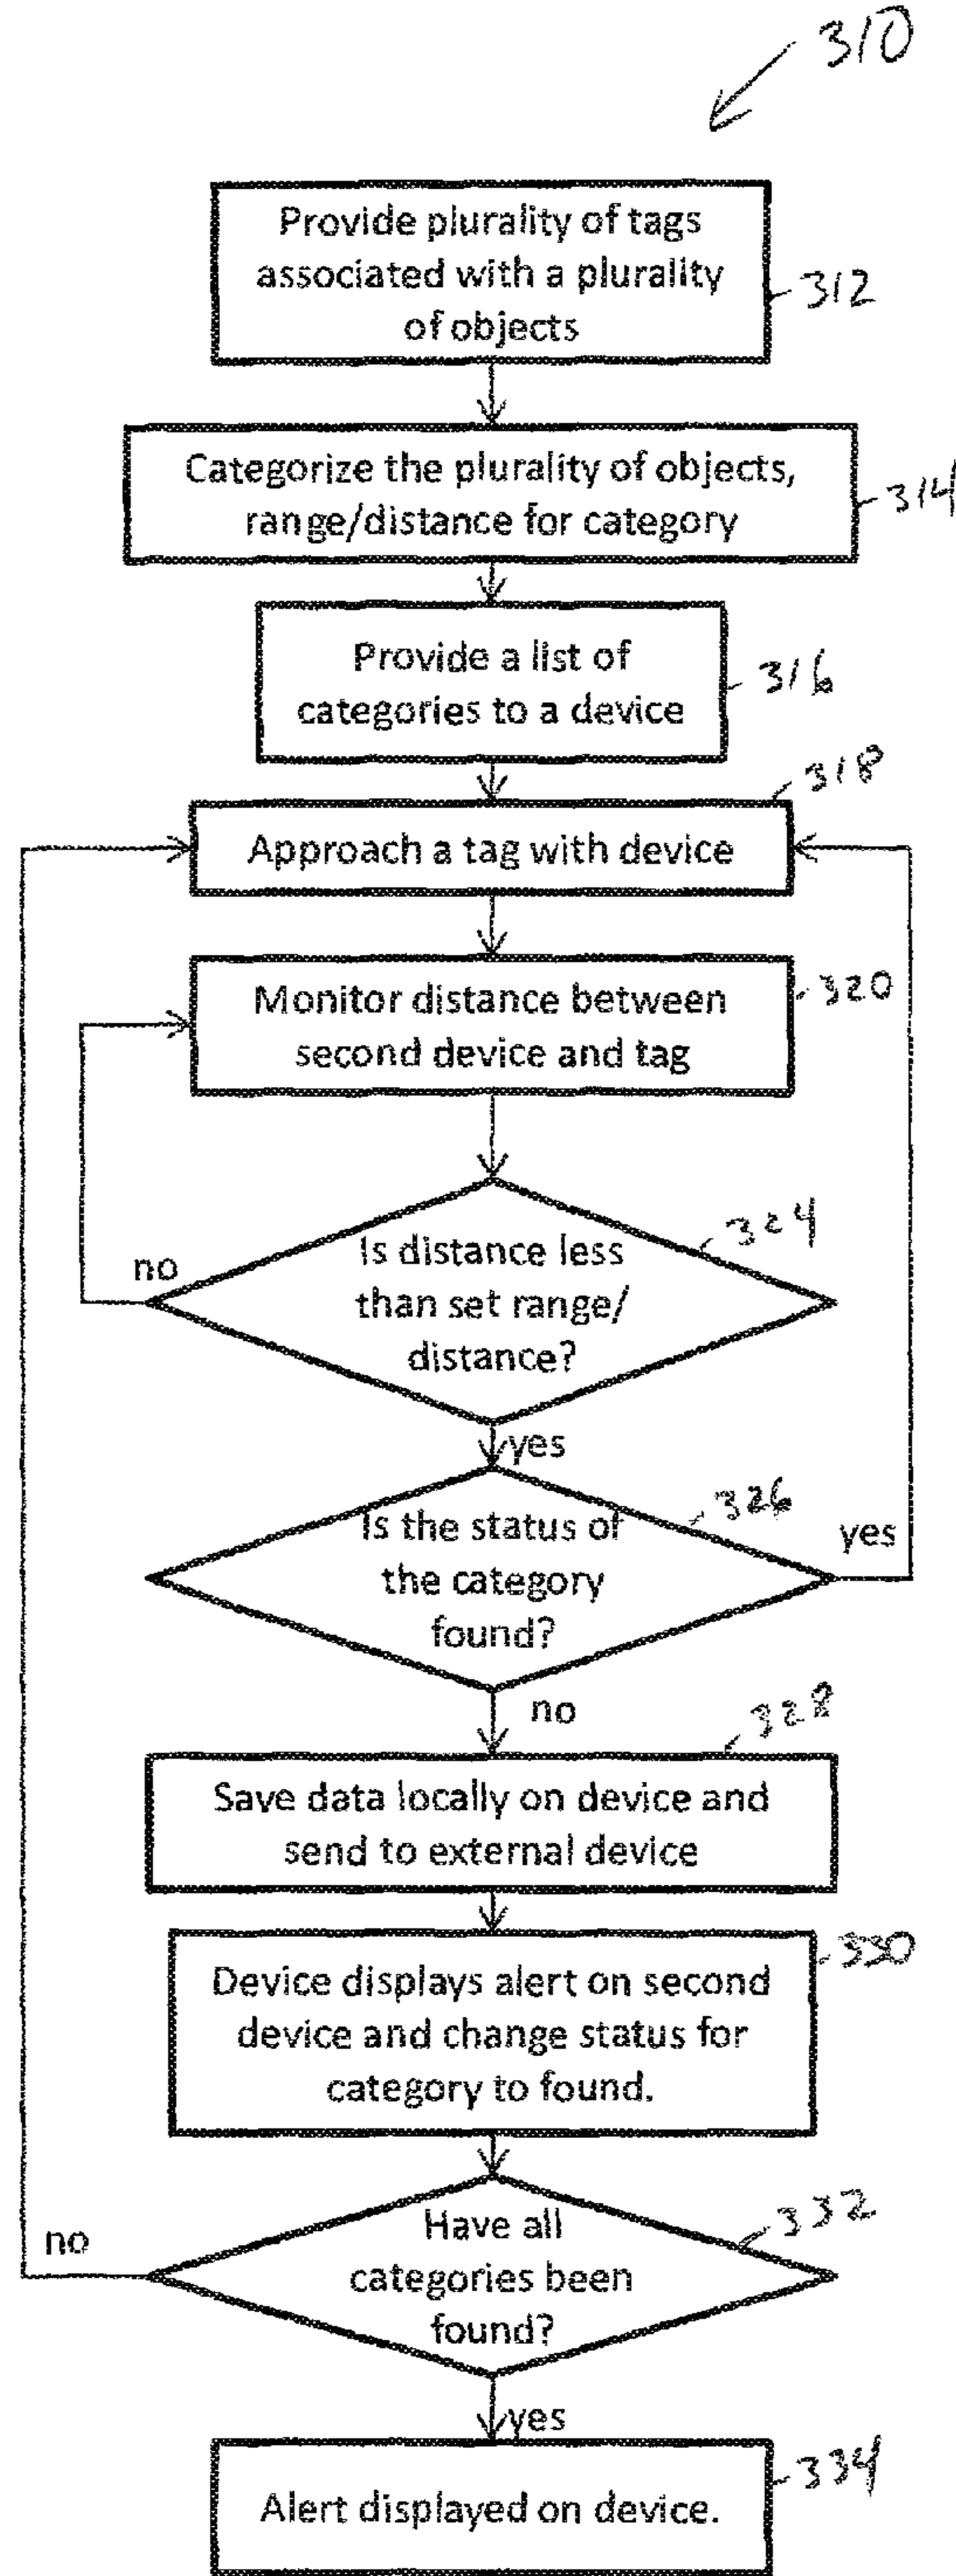 310
Provide plurality of tags
associated with a plurality
of objects
312
Categorize the plurality of objects,
range/distance for category
314
Provide a list of
categories to a device
316
318
Approach a tag with device
Monitor distance between
second device and tag
320
324
Is distance less
than set range/
distance?
no
yes
326
Is the status of
the category
found?
yes
no
328
Save data locally on device and
send to external device
330
Device displays alert on second
device and change status for
category to found.
332
Have all
categories been
found?
no
yes
334
Alert displayed on device.